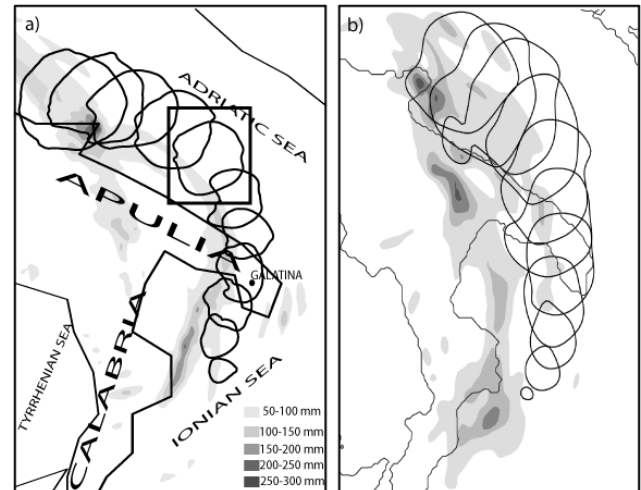 a)
b)
ADRIATIC SEA
APULIA
GALATINA
CALABRIA
TYRRHENIAN SEA
IONIAN SEA
50-100 mm
100-150 mm
150-200 mm
200-250 mm
250-300 mm